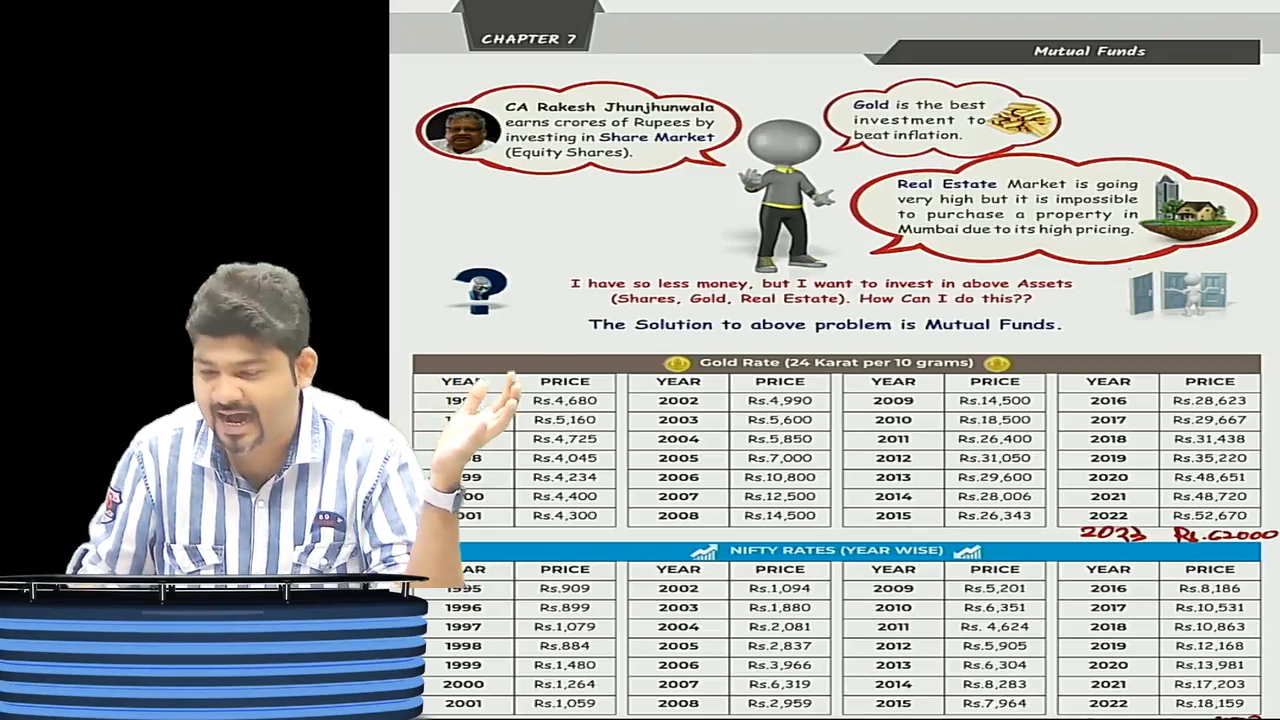 CHAPTER 7
Mutual Funds
CA Rakesh Jhunjhunwala
earns crores of Rupees by
investing in Share Market
(Equity Shares).
Gold is the best
investment to
beat inflation.
Real Estate Market is going
very high but it is impossible
to purchase a property in
Mumbai due to its high pricing.
I have so less money, but I want to invest in above Assets
(Shares, Gold, Real Estate). How Can I do this??
The Solution to above problem is Mutual Funds.
Gold Rate (24 Karat per 10 grams)
PRICE YEAR PRICE YEAR PRICE YEAR PRICE
Rs.4,680 2002 Rs.4,990 2009 Rs.14,500 2016 Rs.28,623
Rs.5,160 2003 Rs.5,600 2010 Rs.18,500 2017 Rs.29,667
Rs.4,725 2004 Rs.5,850 2011 Rs.26,400 2018 Rs.31,438
Rs.4,045 2005 Rs.7,000 2012 Rs.31,050 2019 Rs.35,220
Rs.4,234 2006 Rs.10,800 2013 Rs.29,600 2020 Rs.48,651
Rs.4,400 2007 Rs.12,500 2014 Rs.28,006 2021 Rs.48,720
Rs.4,300 2008 Rs.14,500 2015 Rs.26,343 2022 Rs.52,670
2023 Rs.62000
NIFTY RATES (YEAR WISE)
PRICE YEAR PRICE YEAR PRICE YEAR PRICE
1995 Rs.909 2002 Rs.1,094 2009 Rs.5,201 2016 Rs.8,186
1996 Rs.899 2003 Rs.1,880 2010 Rs.6,351 2017 Rs.10,531
1997 Rs.1,079 2004 Rs.2,081 2011 Rs. 4,624 2018 Rs.10,863
1998 Rs.884 2005 Rs.2,837 2012 Rs.5,905 2019 Rs.12,168
1999 Rs.1,480 2006 Rs.3,966 2013 Rs.6,304 2020 Rs.13,981
2000 Rs.1,264 2007 Rs.6,319 2014 Rs.8,283 2021 Rs.17,203
2001 Rs.1,059 2008 Rs.2,959 2015 Rs.7,964 2022 Rs.18,159